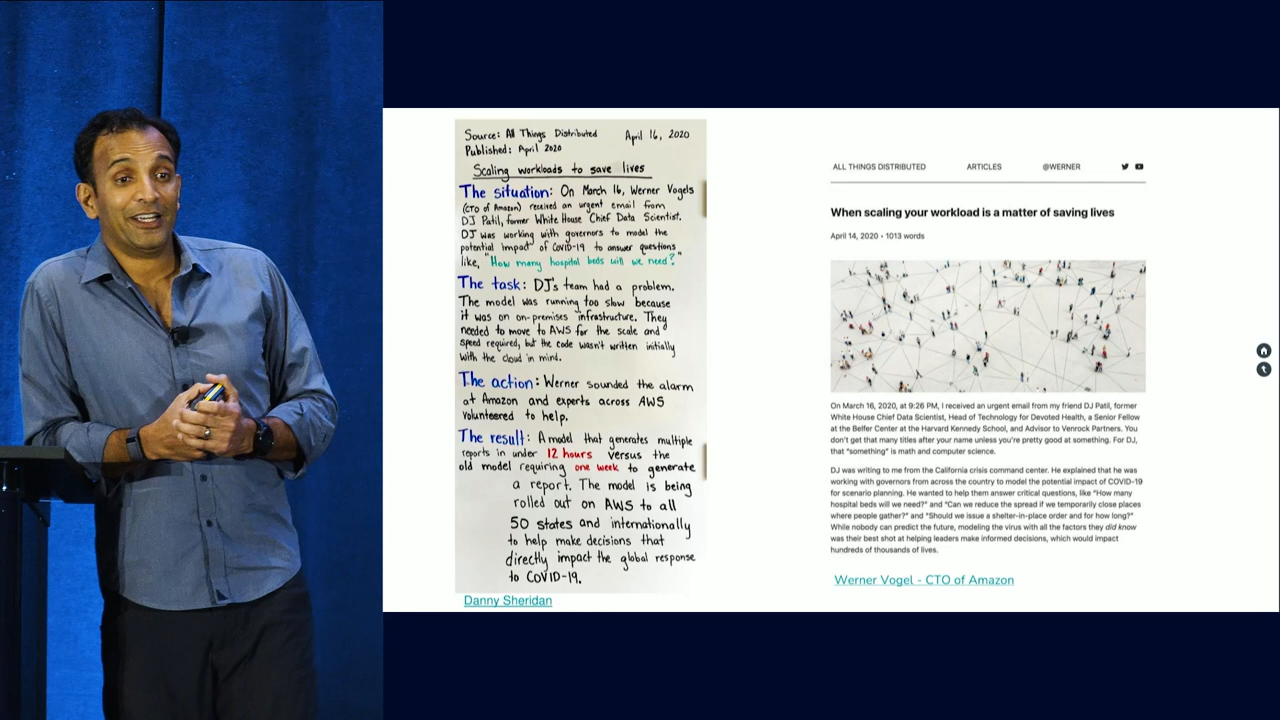 Source: All Things Distributed April 16, 2020
Published: April 2020
Scaling workloads to save lives
The situation: On March 16, Werner Vogels
(CTO of Amazon) received an urgent email from
DJ Patil, former White House Chief Data Scientist.
DJ was working with governors to model the
potential impact of COVID-19 to answer questions
like, "How many hospital beds will we need?"
The task: DJ's team had a problem.
The model was running too slow because
it was on on-premises infrastructure. They
needed to move to AWS for the scale and
speed required, but the code wasn't written initially
with the cloud in mind.
The action: Werner sounded the alarm
at Amazon and experts across AWS
volunteered to help.
The result: A model that generates multiple
reports in under 12 hours versus the
old model requiring one week to generate
a report. The model is being
rolled out on AWS to all
50 states and internationally
to help make decisions that
directly impact the global response
to COVID-19.
Danny Sheridan
ALL THINGS DISTRIBUTED ARTICLES @WERNER
When scaling your workload is a matter of saving lives
April 14, 2020 • 1013 words
On March 16, 2020, at 9:26 PM, I received an urgent email from my friend DJ Patil, former
White House Chief Data Scientist, Head of Technology for Devoted Health, a Senior Fellow
at the Belfer Center at the Harvard Kennedy School, and Advisor to Venrock Partners. You
don't get that many titles after your name unless you're pretty good at something. For DJ,
that "something" is math and computer science.
DJ was writing to me from the California crisis command center. He explained that he was
working with governors from across the country to model the potential impact of COVID-19
for scenario planning. He wanted to help them answer critical questions, like "How many
hospital beds will we need?" and "Can we reduce the spread if we temporarily close places
where people gather?" and "Should we issue a shelter-in-place order and for how long?"
While nobody can predict the future, modeling the virus with all the factors they did know
was their best shot at helping leaders make informed decisions, which would impact
hundreds of thousands of lives.
Werner Vogel - CTO of Amazon